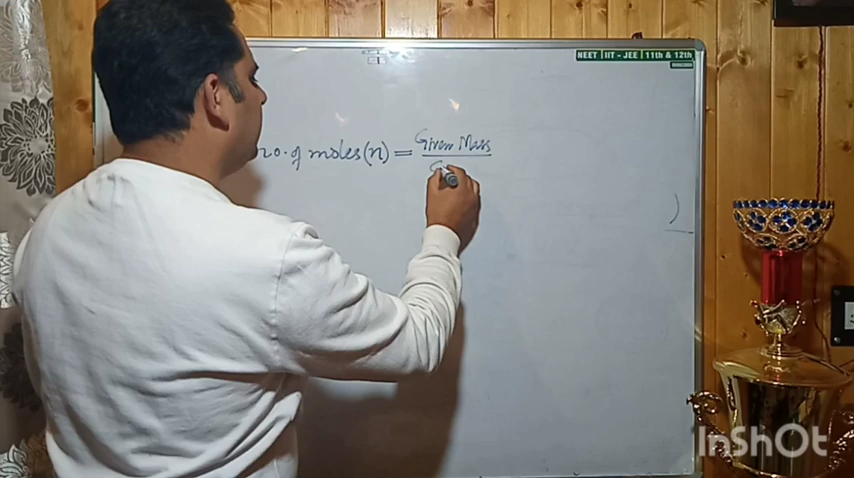 NEET | IIT - JEE | 11th & 12th
no. of moles (n) = Given Mass
InShOt